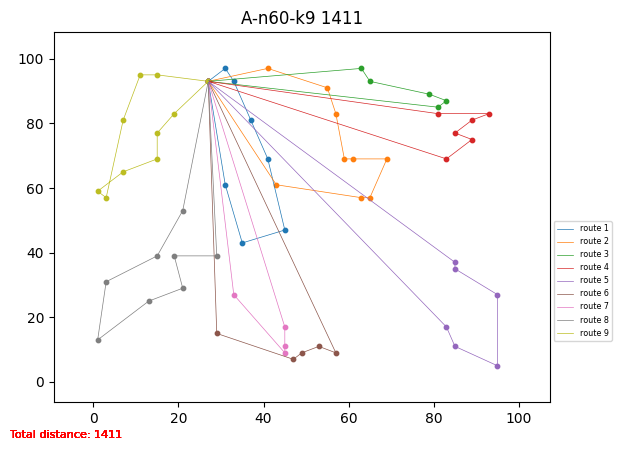 A-n60-k9 1411
100
80
60
40
20
0
0 20 40 60 80 100
route 1
route 2
route 3
route 4
route 5
route 6
route 7
route 8
route 9
Total distance: 1411